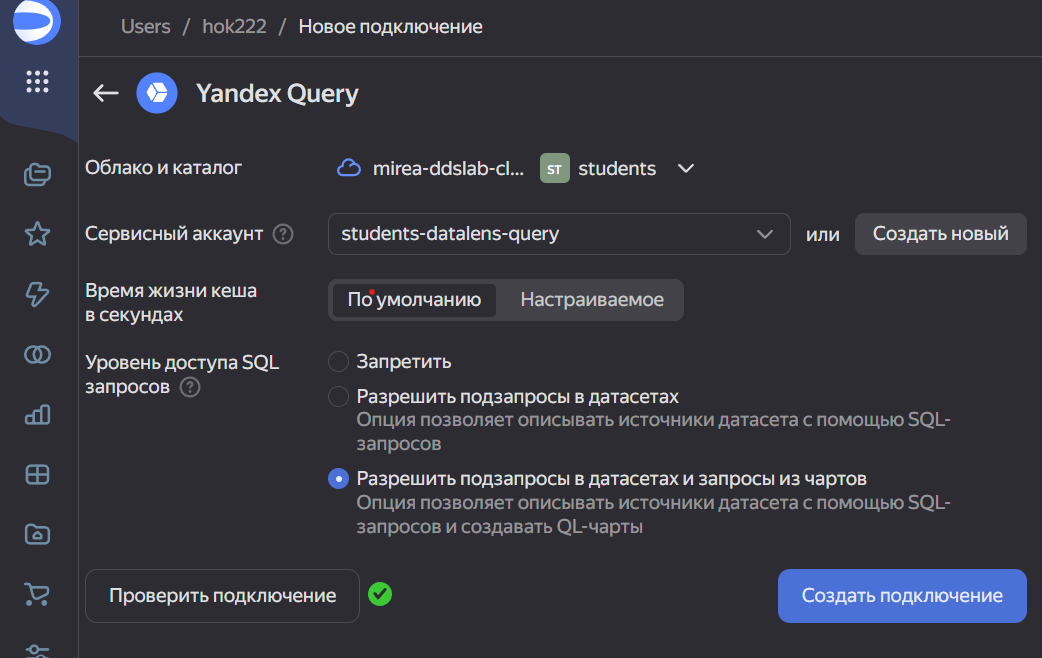 Users / hok222 / Новое подключение
Yandex Query
Облако и каталог
mirea-ddslab-cl... ST students
Сервисный аккаунт ? students-datalens-query или Создать новый
Время жизни кеша
в секундах
По умолчанию Настраиваемое
Уровень доступа SQL
запросов ?
Запретить
Разрешить подзапросы в датасетах
Опция позволяет описывать источники датасета с помощью SQL-
запросов
Разрешить подзапросы в датасетах и запросы из чартов
Опция позволяет описывать источники датасета с помощью SQL-
запросов и создавать QL-чарты
Проверить подключение
Создать подключение